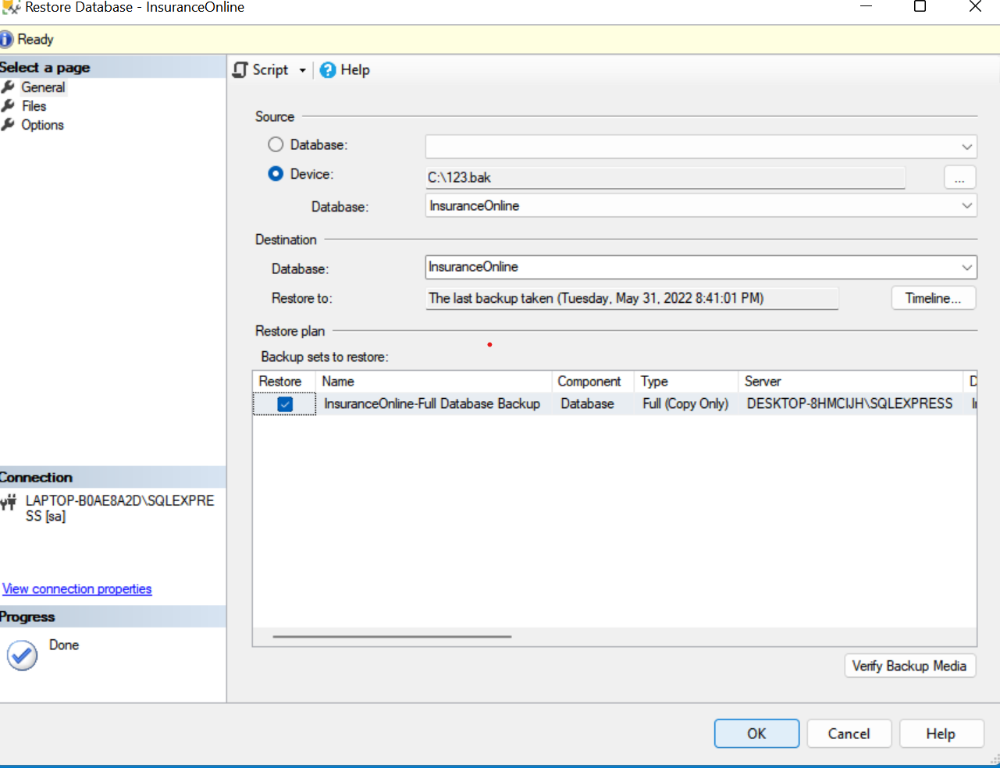 Restore Database - InsuranceOnline
Ready
Select a page
General
Files
Options
Script
Help
Source
Database:
Device:
C:\123.bak
...
Database:
InsuranceOnline
Destination
Database:
InsuranceOnline
Restore to:
The last backup taken (Tuesday, May 31, 2022 8:41:01 PM)
Timeline...
Restore plan
Backup sets to restore:
Restore Name Component Type Server D
InsuranceOnline-Full Database Backup Database Full (Copy Only) DESKTOP-8HMCIJH\SQLEXPRESS
Connection
LAPTOP-B0AE8A2D\SQLEXPRE
SS [sa]
View connection properties
Progress
Done
Verify Backup Media
OK
Cancel
Help